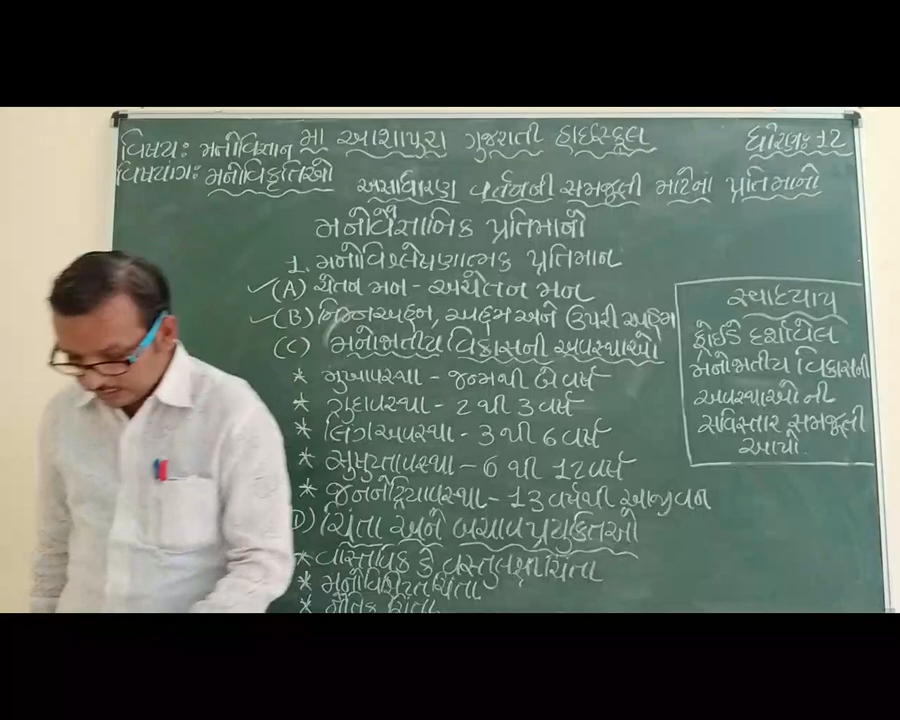 વિષય: મનોવિજ્ઞાન મા આશાપુરા ગુજરાતી હાઈસ્કૂલ ધોરણ: 12
વિષયાંગ: મનોવિકૃતિઓ
અસાધારણ વર્તનની સમજૂતી માટેનાં પ્રતિમાનો
મનોવૈજ્ઞાનિક પ્રતિમાનો
1. મનોવિશ્લેષણાત્મક પ્રતિમાન
(A) ચેતન મન - અચેતન મન
(B) નિમ્નઅહમ, અહમ અને ઉપરી અહમ
(C) મનોજાતીય વિકાસની અવસ્થાઓ
* મુખાવસ્થા - જન્મથી બે વર્ષ
* ગુદાવસ્થા - 2 થી 3 વર્ષ
* લિંગ અવસ્થા - 3 થી 6 વર્ષ
* સુષુપ્તાવસ્થા - 6 થી 12 વર્ષ
* જનનેંદ્રિયાવસ્થા - 13 વર્ષથી આજીવન
D) ચિંતા અને બચાવ પ્રયુક્તિઓ
* વાસ્તવિક કે વસ્તુલક્ષી ચિંતા
* મનોવિકૃત ચિંતા
* નૈતિક ચિંતા
સ્વાધ્યાય
ફ્રોઈડે દર્શાવેલ
મનોજાતીય વિકાસની
અવસ્થાઓ ની
સવિસ્તાર સમજૂતી
આપો.